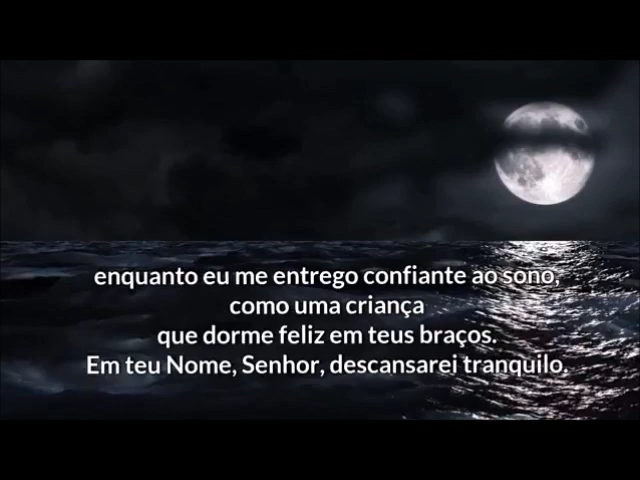 enquanto eu me entrego confiante ao sono,
como uma criança
que dorme feliz em teus braços.
Em teu Nome, Senhor, descansarei tranquilo.